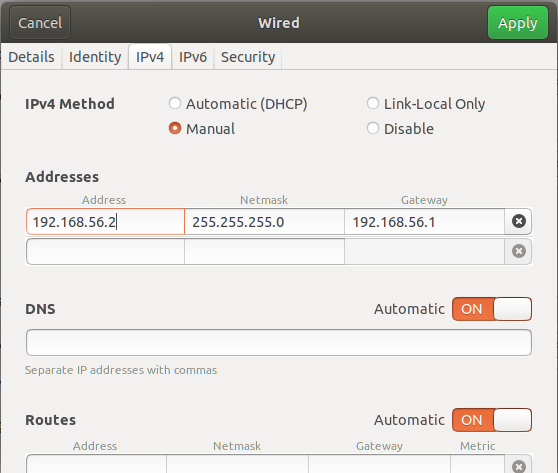 Cancel Wired Apply
Details Identity IPv4 IPv6 Security
IPv4 Method Automatic (DHCP) Link-Local Only
Manual Disable
Addresses
Address Netmask Gateway
192.168.56.2 255.255.255.0 192.168.56.1
DNS Automatic ON
Separate IP addresses with commas
Routes Automatic ON
Address Netmask Gateway Metric